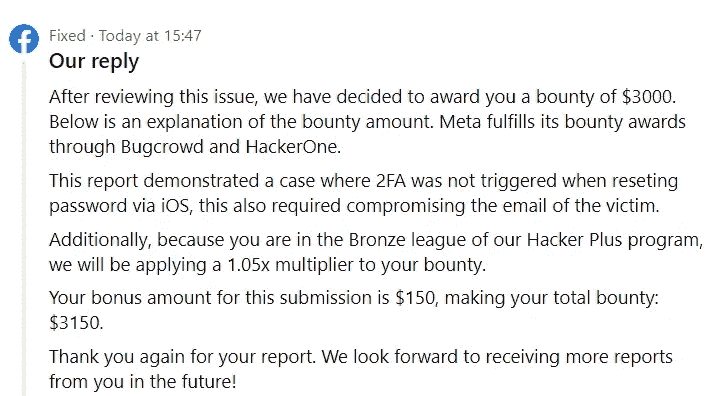 Fixed · Today at 15:47
Our reply
After reviewing this issue, we have decided to award you a bounty of $3000.
Below is an explanation of the bounty amount. Meta fulfills its bounty awards
through Bugcrowd and HackerOne.
This report demonstrated a case where 2FA was not triggered when reseting
password via iOS, this also required compromising the email of the victim.
Additionally, because you are in the Bronze league of our Hacker Plus program,
we will be applying a 1.05x multiplier to your bounty.
Your bonus amount for this submission is $150, making your total bounty:
$3150.
Thank you again for your report. We look forward to receiving more reports
from you in the future!